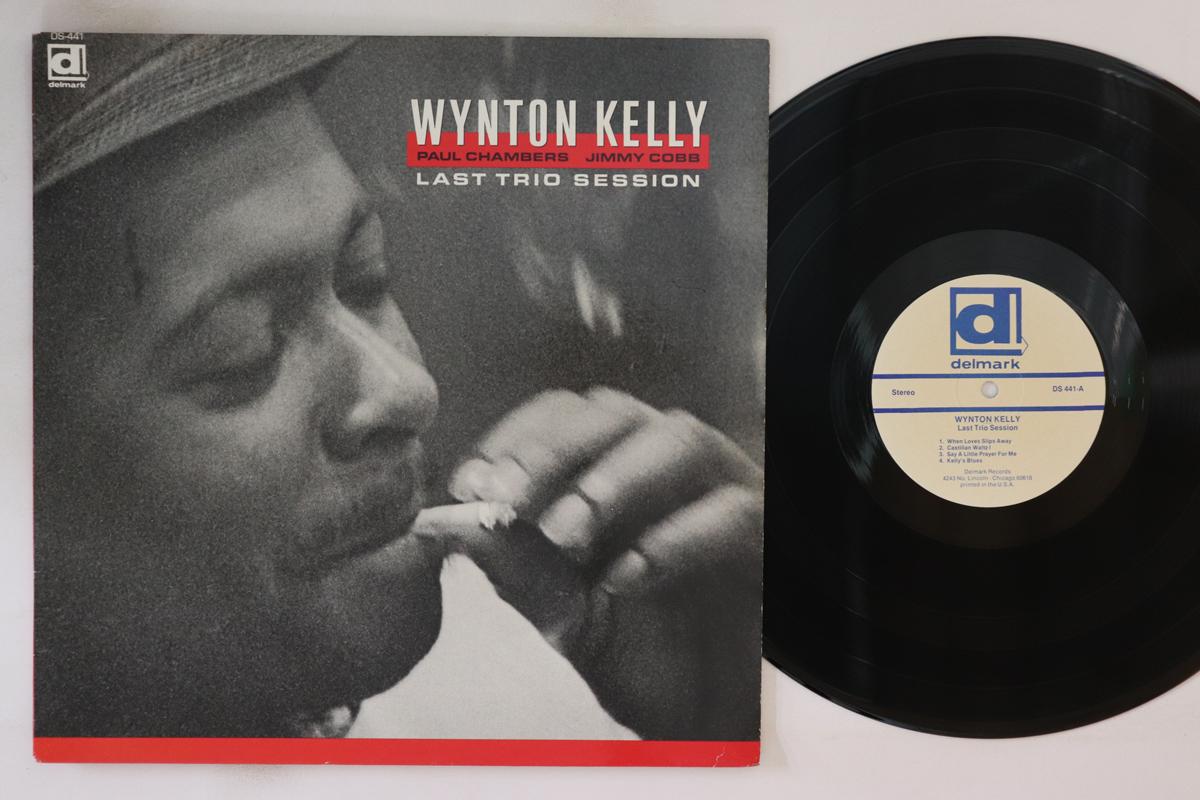 DS-441
d
delmark
WYNTON KELLY
PAUL CHAMBERS JIMMY COBB
LAST TRIO SESSION
d
delmark
Stereo
DS 441-A
WYNTON KELLY
Last Trio Session
1. When Loves Slips Away
2. Castilian Waltz!
3. Say A Little Prayer For Me
4. Kelly's Blues
Delmark Records
4243 No. Lincoln · Chicago 60618
printed in the U.S.A.